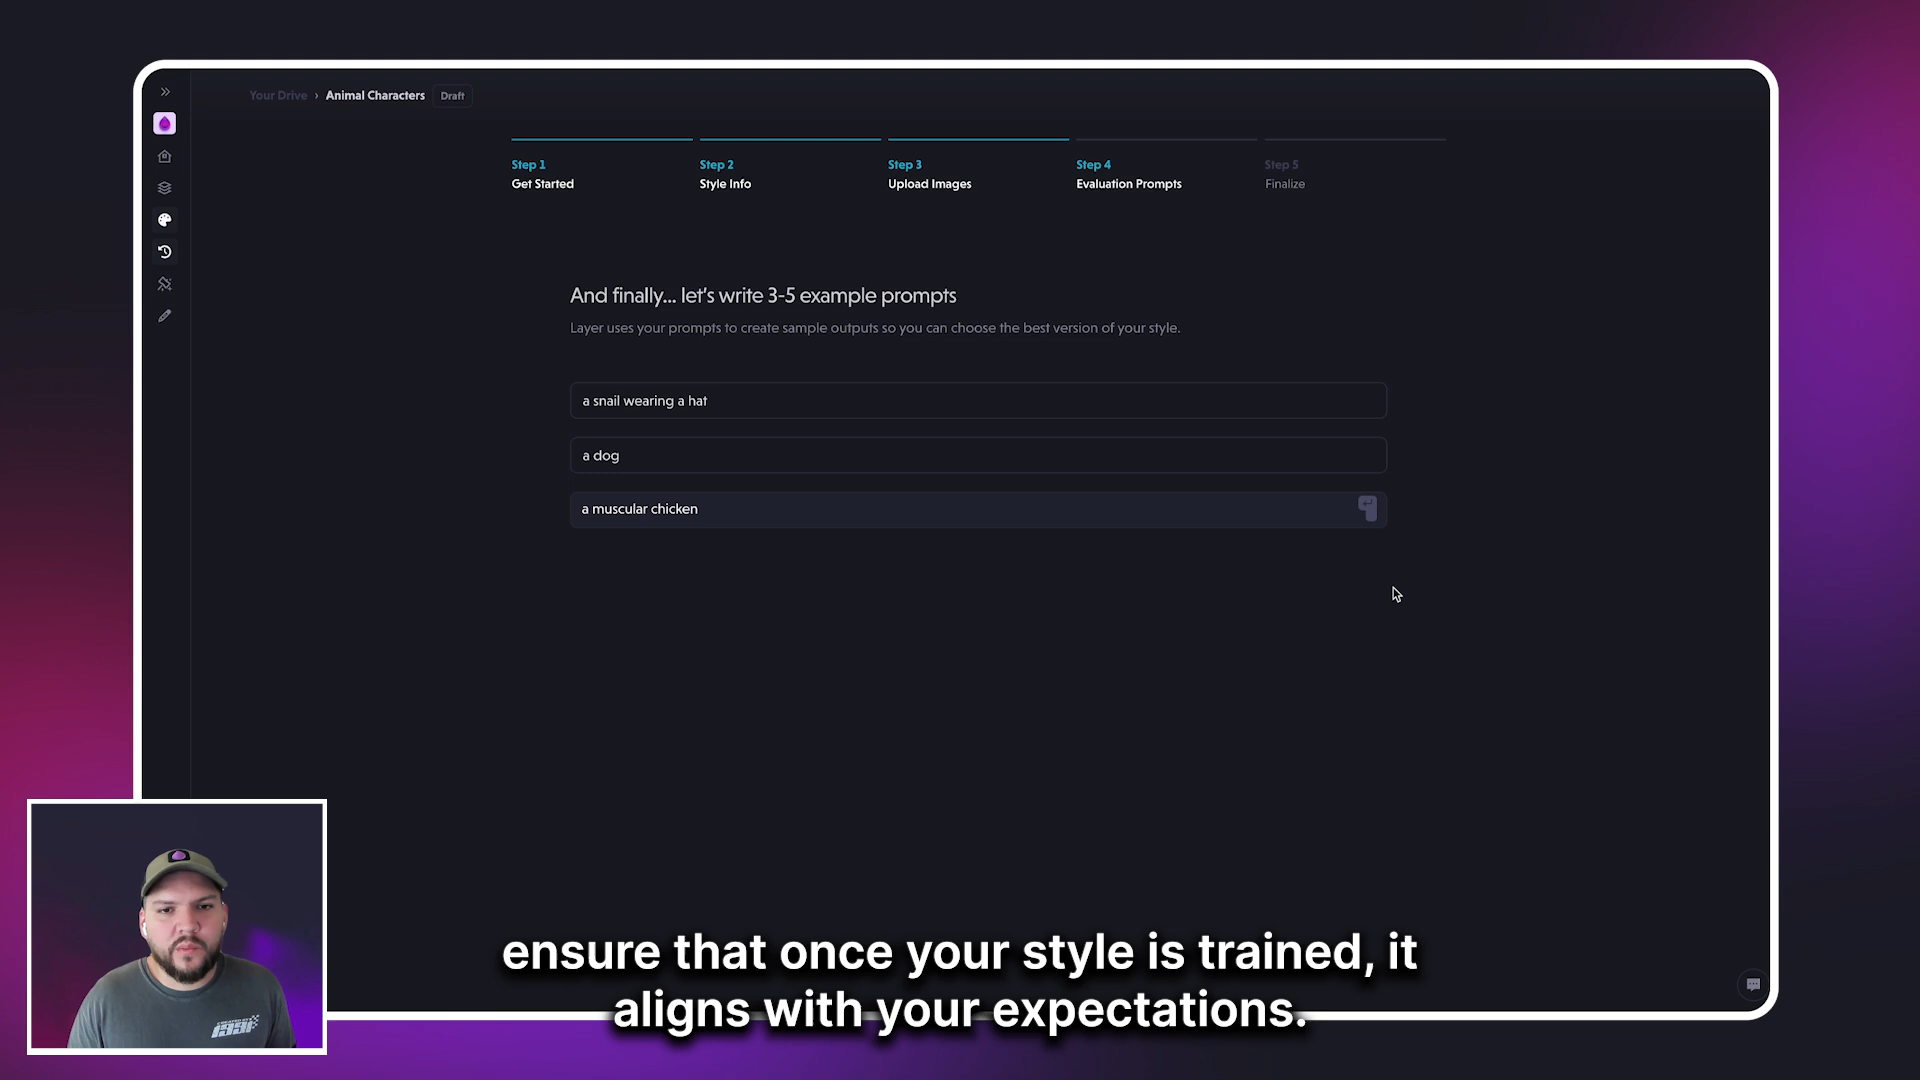 Your Drive › Animal Characters Draft
Step 1 Step 2 Step 3 Step 4 Step 5
Get Started Style Info Upload Images Evaluation Prompts Finalize
And finally... let's write 3-5 example prompts
Layer uses your prompts to create sample outputs so you can choose the best version of your style.
a snail wearing a hat
a dog
a muscular chicken
1991
ensure that once your style is trained, it
aligns with your expectations.